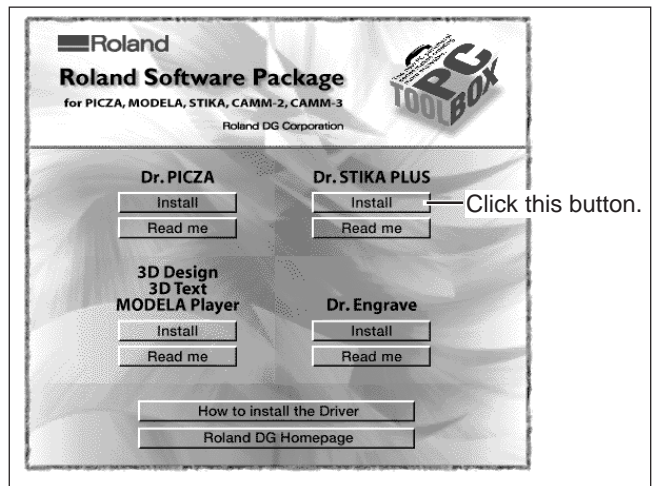 Roland
Roland Software Package
for PICZA, MODELA, STIKA, CAMM-2, CAMM-3
Roland DG Corporation
PC
TOOL BOX
Dr. PICZA
Install
Read me
Dr. STIKA PLUS
Install
Click this button.
Read me
3D Design
3D Text
MODELA Player
Install
Read me
Dr. Engrave
Install
Read me
How to install the Driver
Roland DG Homepage